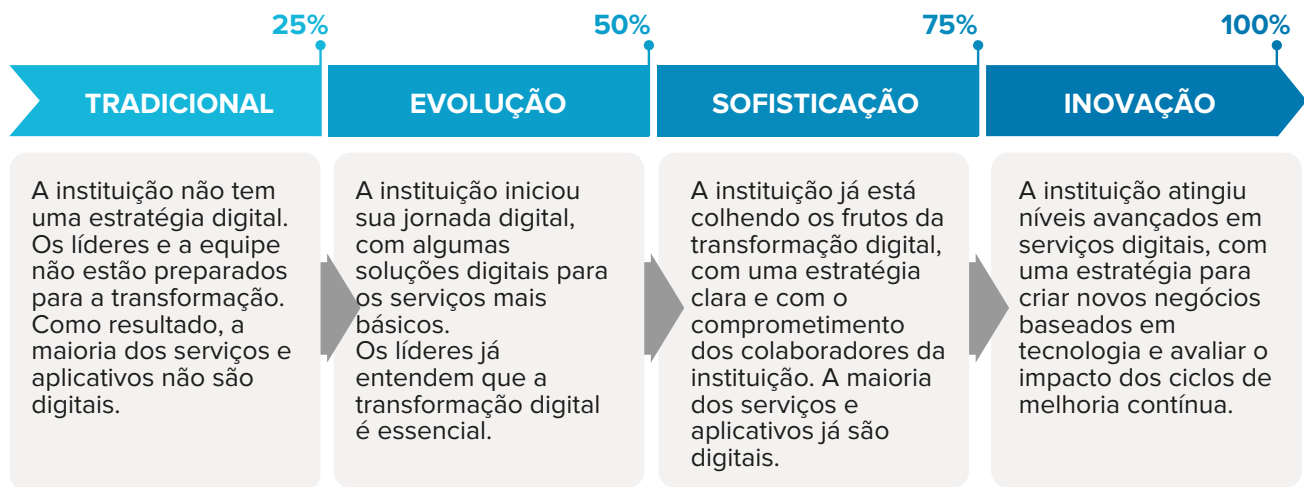 25%
50%
75%
100%
TRADICIONAL
EVOLUÇÃO
SOFISTICAÇÃO
INOVAÇÃO
A instituição não tem
uma estratégia digital.
Os líderes e a equipe
não estão preparados
para a transformação.
Como resultado, a
maioria dos serviços e
aplicativos não são
digitais.
A instituição iniciou
sua jornada digital,
com algumas
soluções digitais para
os serviços mais
básicos.
Os líderes já
entendem que a
transformação digital
é essencial.
A instituição já está
colhendo os frutos da
transformação digital,
com uma estratégia
clara e com o
comprometimento
dos colaboradores da
instituição. A maioria
dos serviços e
aplicativos já são
digitais.
A instituição atingiu
níveis avançados em
serviços digitais, com
uma estratégia para
criar novos negócios
baseados em
tecnologia e avaliar o
impacto dos ciclos de
melhoria contínua.